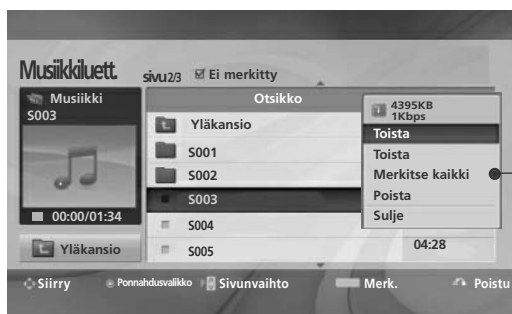 Musiikkiluett. sivu2/3 Ei merkitty
Musiikki
S003
00:00/01:34
Yläkansio
Otsikko
Yläkansio
S001
S002
S003
S004
S005
04:28
4395KB
1Kbps
Toista
Toista
Merkitse kaikki
Poista
Sulje
Siirry Ponnahdusvalikko Sivunvaihto Merk. Poistu